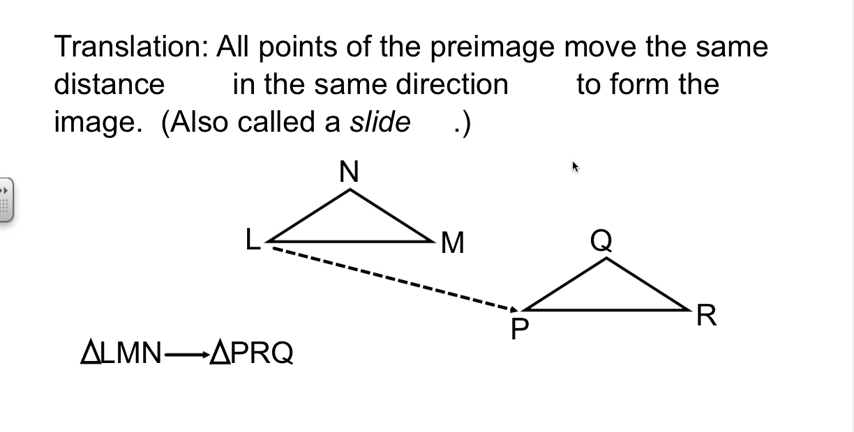 Translation: All points of the preimage move the same
distance in the same direction to form the
image. (Also called a slide .)
N
L
M
Q
P
R
ΔLMN→ΔPRQ